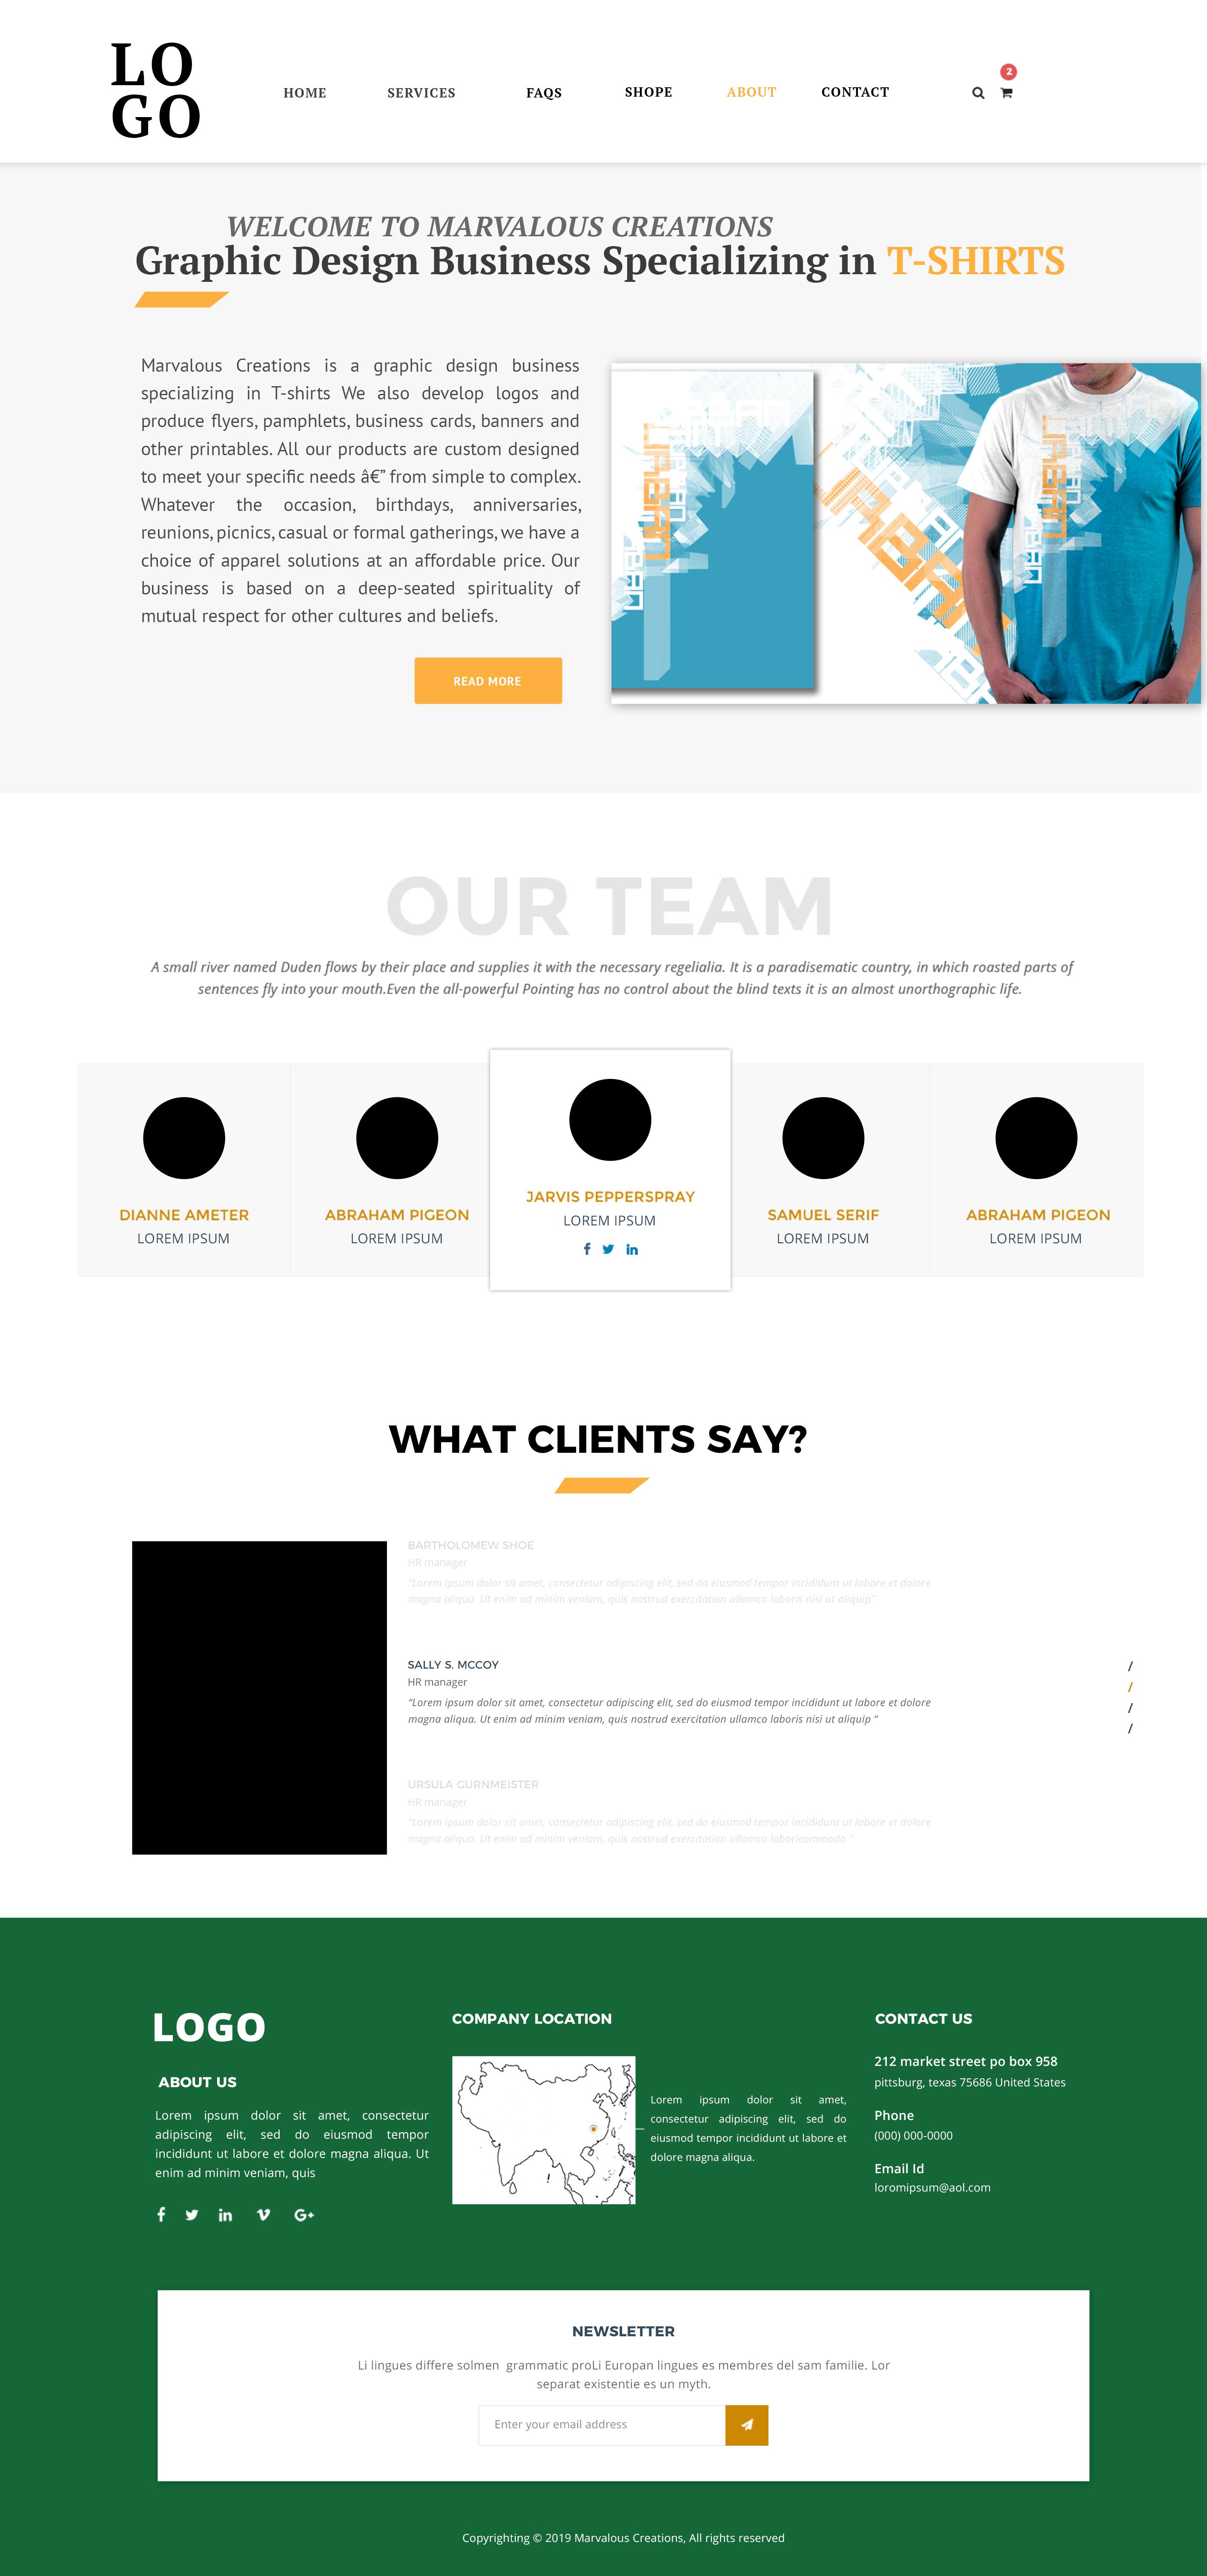 LO
GO
HOME SERVICES FAQS SHOPE ABOUT CONTACT
2
WELCOME TO MARVALOUS CREATIONS
Graphic Design Business Specializing in T-SHIRTS
Marvalous Creations is a graphic design business
specializing in T-shirts We also develop logos and
produce flyers, pamphlets, business cards, banners and
other printables. All our products are custom designed
to meet your specific needs â€” from simple to complex.
Whatever the occasion, birthdays, anniversaries,
reunions, picnics, casual or formal gatherings, we have a
choice of apparel solutions at an affordable price. Our
business is based on a deep-seated spirituality of
mutual respect for other cultures and beliefs.
READ MORE
OUR TEAM
A small river named Duden flows by their place and supplies it with the necessary regelialia. It is a paradisematic country, in which roasted parts of
sentences fly into your mouth.Even the all-powerful Pointing has no control about the blind texts it is an almost unorthographic life.
DIANNE AMETER
LOREM IPSUM
ABRAHAM PIGEON
LOREM IPSUM
JARVIS PEPPERSPRAY
LOREM IPSUM
SAMUEL SERIF
LOREM IPSUM
ABRAHAM PIGEON
LOREM IPSUM
WHAT CLIENTS SAY?
BARTHOLOMEW SHOE
HR manager
"Lorem ipsum dolor sit amet, consectetur adipiscing elit, sed do eiusmod tempor incididunt ut labore et dolore
magna aliqua. Ut enim ad minim veniam, quis nostrud exercitation ullamco laboris nisi ut aliquip"
SALLY S. MCCOY
HR manager
"Lorem ipsum dolor sit amet, consectetur adipiscing elit, sed do eiusmod tempor incididunt ut labore et dolore
magna aliqua. Ut enim ad minim veniam, quis nostrud exercitation ullamco laboris nisi ut aliquip "
/
/
/
/
URSULA GURNMEISTER
HR manager
"Lorem ipsum dolor sit amet, consectetur adipiscing elit, sed do eiusmod tempor incididunt ut labore et dolore
magna aliqua. Ut enim ad minim veniam, quis nostrud exercitation ullamco laboricommodo "
LOGO
ABOUT US
Lorem ipsum dolor sit amet, consectetur
adipiscing elit, sed do eiusmod tempor
incididunt ut labore et dolore magna aliqua. Ut
enim ad minim veniam, quis
COMPANY LOCATION
Lorem ipsum dolor sit amet,
consectetur adipiscing elit, sed do
eiusmod tempor incididunt ut labore et
dolore magna aliqua.
CONTACT US
212 market street po box 958
pittsburg, texas 75686 United States
Phone
(000) 000-0000
Email Id
loromipsum@aol.com
NEWSLETTER
Li lingues differe solmen grammatic proLi Europan lingues es membres del sam familie. Lor
separat existentie es un myth.
Enter your email address
Copyrighting © 2019 Marvalous Creations, All rights reserved